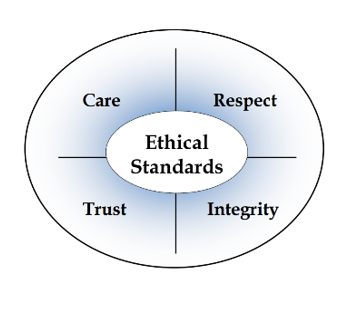 Care
Respect
Ethical
Standards
Trust
Integrity